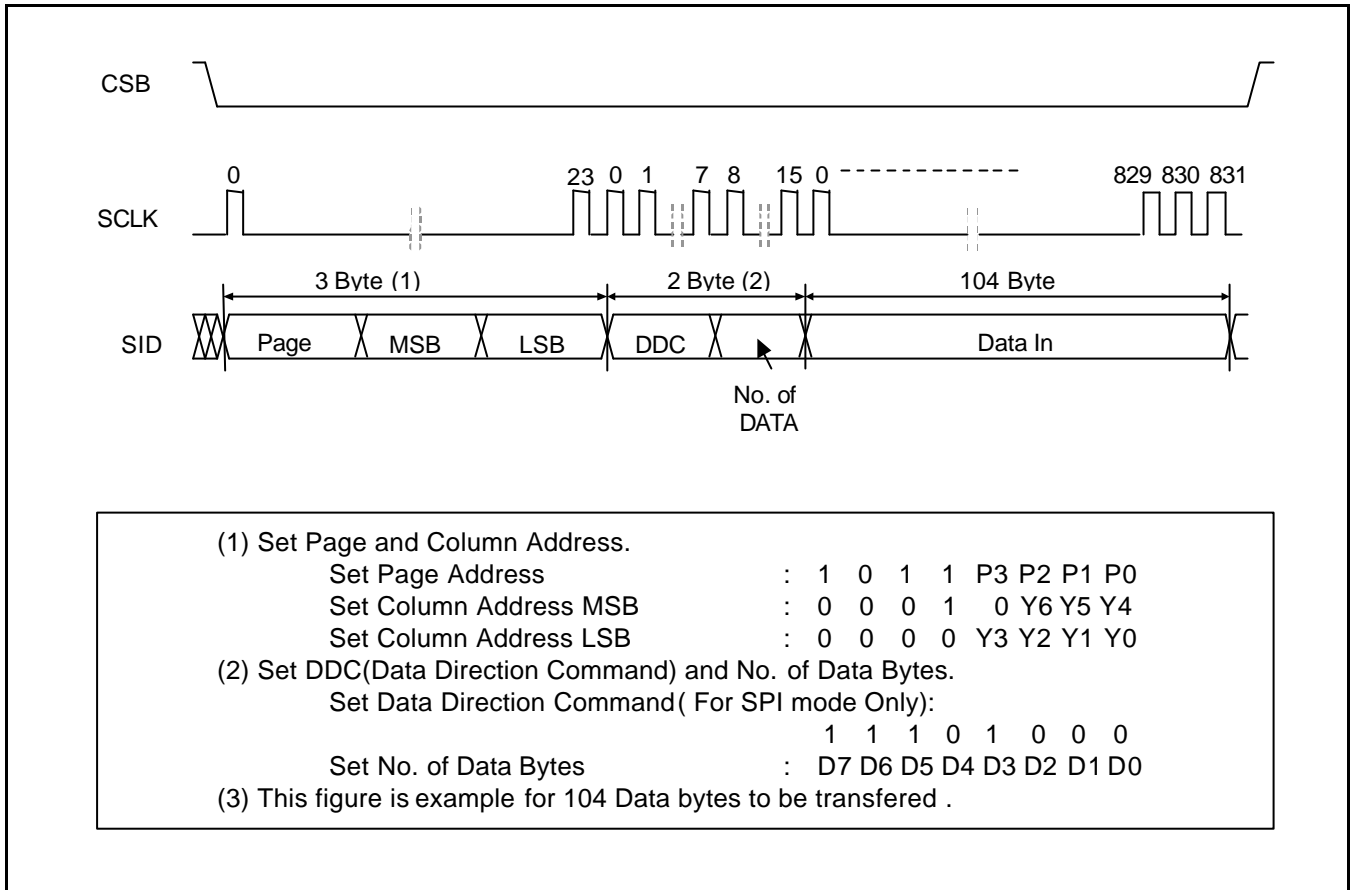 CSB
0 23 0 1 7 8 15 0 829 830 831
SCLK
3 Byte (1) 2 Byte (2) 104 Byte
SID Page MSB LSB DDC Data In
No. of
DATA
(1) Set Page and Column Address.
Set Page Address : 1 0 1 1 P3 P2 P1 P0
Set Column Address MSB : 0 0 0 1 0 Y6 Y5 Y4
Set Column Address LSB : 0 0 0 0 Y3 Y2 Y1 Y0
(2) Set DDC(Data Direction Command) and No. of Data Bytes.
Set Data Direction Command( For SPI mode Only):
1 1 1 0 1 0 0 0
Set No. of Data Bytes : D7 D6 D5 D4 D3 D2 D1 D0
(3) This figure is example for 104 Data bytes to be transfered .